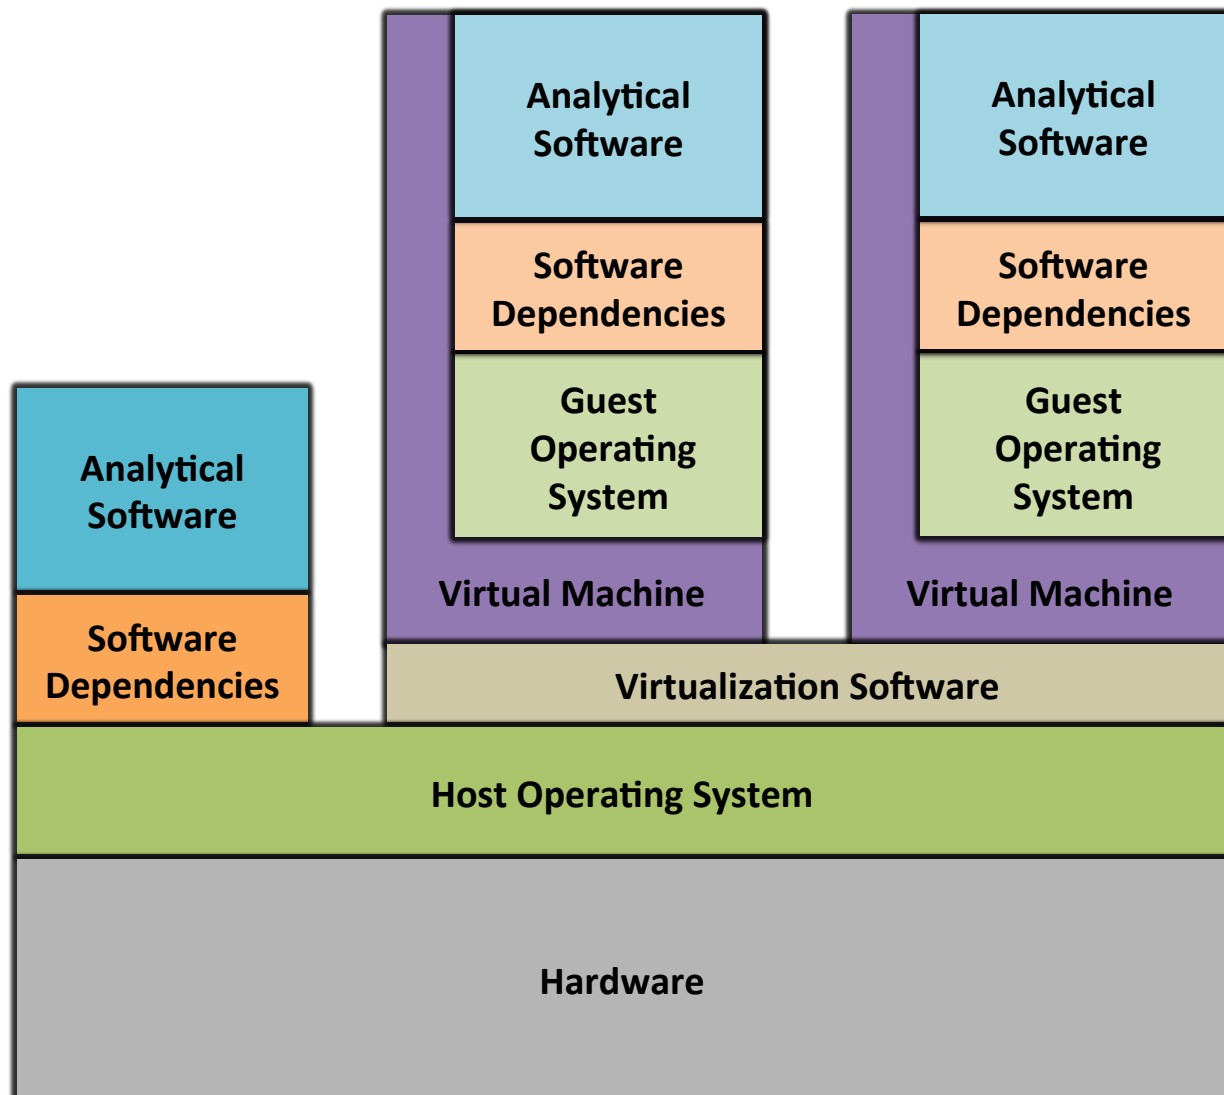 Analytical
Software
Software
Dependencies
Guest
Operating
System
Virtual Machine
Analytical
Software
Software
Dependencies
Guest
Operating
System
Virtual Machine
Analytical
Software
Software
Dependencies
Virtualization Software
Host Operating System
Hardware